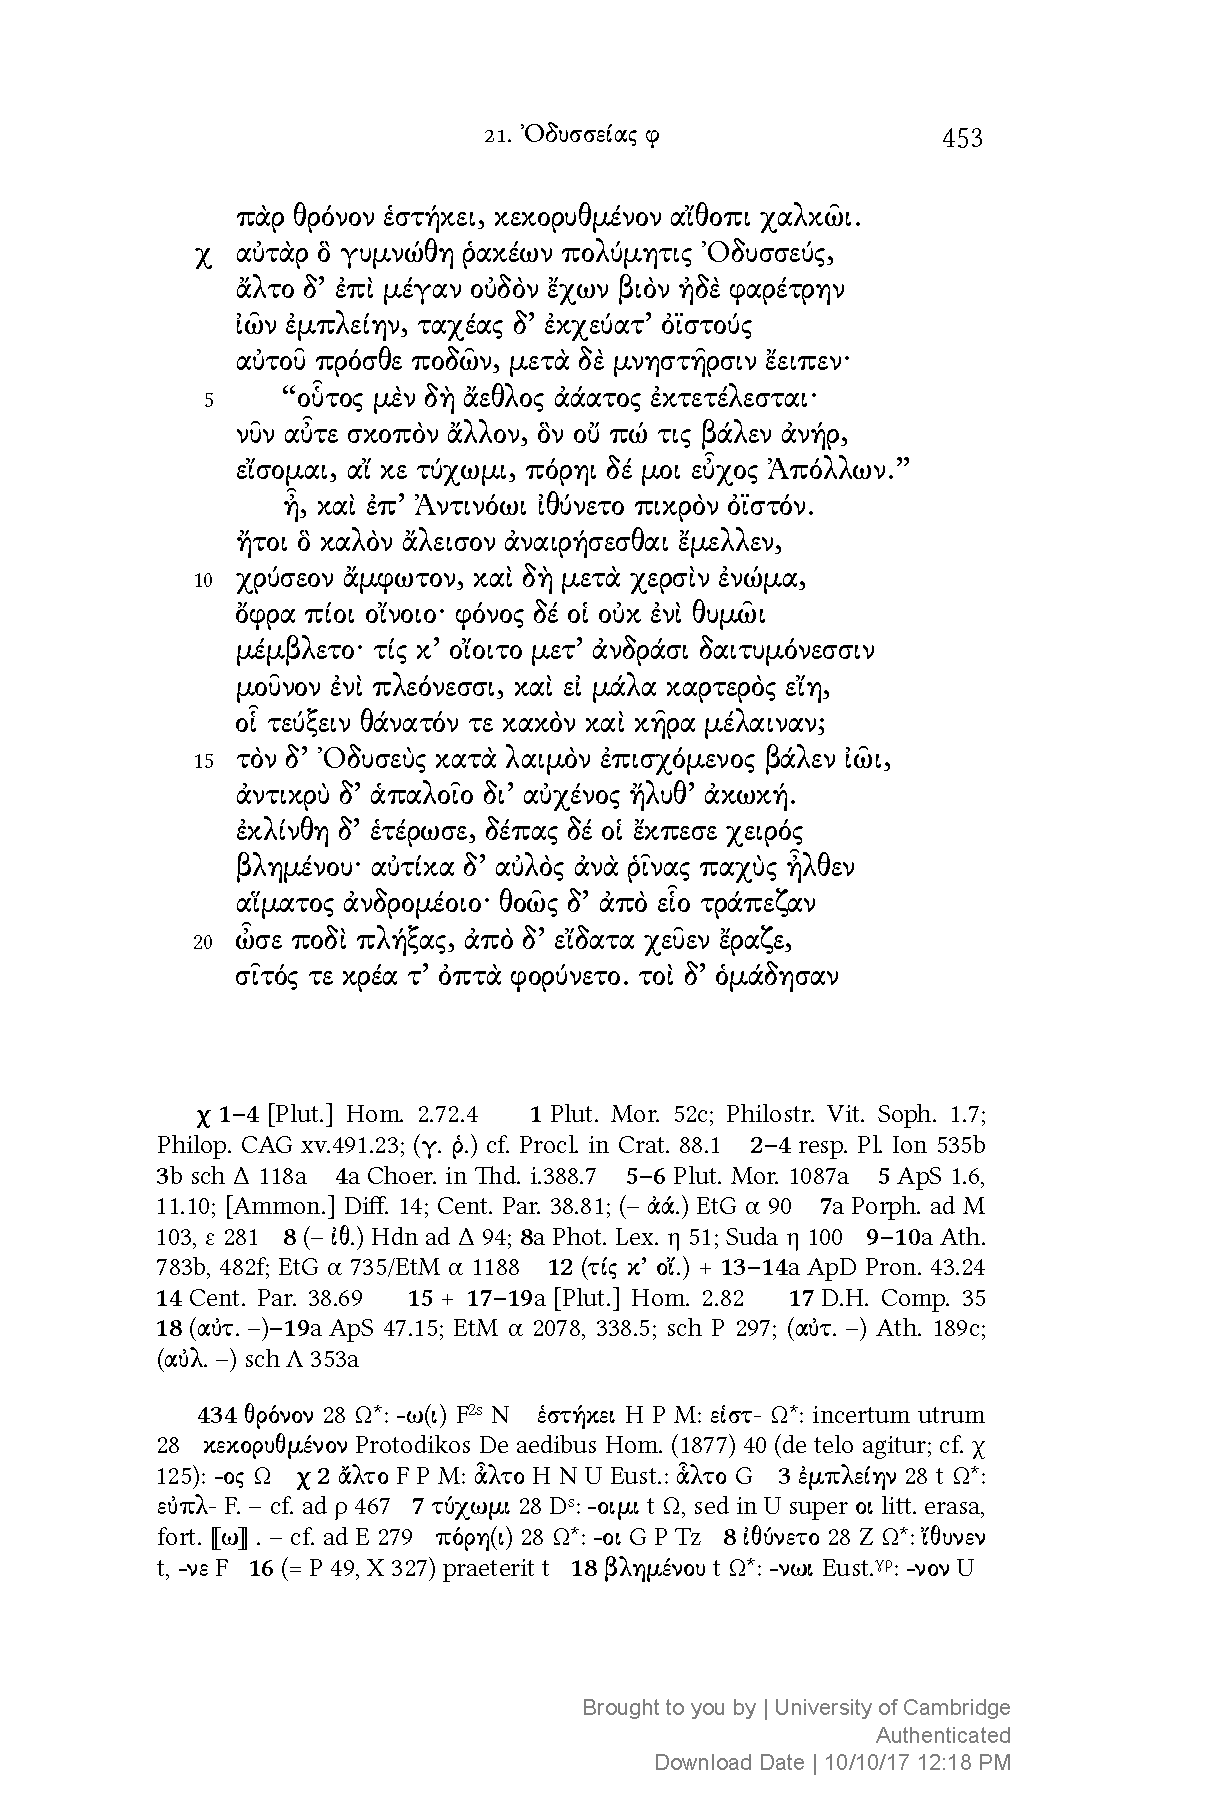 21. Ὀδυσσείας φ 453
πὰρ θρόνον ἑστήκει, κεκορυθμένον αἴθοπι χαλκῶι.
χ αὐτὰρ ὃ γυμνώθη ῥακέων πολύμητις Ὀδυσσεύς,
ἄλτο δ’ ἐπὶ μέγαν οὐδὸν ἔχων βιὸν ἠδὲ φαρέτρην
ἰῶν ἐμπλείην, ταχέας δ’ ἐκχεύατ’ ὀϊστούς
αὐτοῦ πρόσθε ποδῶν, μετὰ δὲ μνηστῆρσιν ἔειπεν·
5 “οὗτος μὲν δὴ ἄεθλος ἀάατος ἐκτετέλεσται·
νῦν αὖτε σκοπὸν ἄλλον, ὃν οὔ πώ τις βάλεν ἀνήρ,
εἴσομαι, αἴ κε τύχωμι, πόρηι δέ μοι εὖχος Ἀπόλλων.”
ἦ, καὶ ἐπ’ Ἀντινόωι ἰθύνετο πικρὸν ὀϊστόν.
ἤτοι ὃ καλὸν ἄλεισον ἀναιρήσεσθαι ἔμελλεν,
10 χρύσεον ἄμφωτον, καὶ δὴ μετὰ χερσὶν ἐνώμα,
ὄφρα πίοι οἴνοιο· φόνος δέ οἱ οὐκ ἐνὶ θυμῶι
μέμβλετο· τίς κ’ οἴοιτο μετ’ ἀνδράσι δαιτυμόνεσσιν
μοῦνον ἐνὶ πλεόνεσσι, καὶ εἰ μάλα καρτερὸς εἴη,
οἷ τεύξειν θάνατόν τε κακὸν καὶ κῆρα μέλαιναν;
15 τὸν δ’ Ὀδυσεὺς κατὰ λαιμὸν ἐπισχόμενος βάλεν ἰῶι,
ἀντικρὺ δ’ ἁπαλοῖο δι’ αὐχένος ἤλυθ’ ἀκωκή.
ἐκλίνθη δ’ ἑτέρωσε, δέπας δέ οἱ ἔκπεσε χειρός
βλημένου· αὐτίκα δ’ αὐλὸς ἀνὰ ῥῖνας παχὺς ἦλθεν
αἵματος ἀνδρομέοιο· θοῶς δ’ ἀπὸ εἷο τράπεζαν
20 ὦσε ποδὶ πλήξας, ἀπὸ δ’ εἴδατα χεῦεν ἔραζε,
σῖτός τε κρέα τ’ ὀπτὰ φορύνετο. τοὶ δ’ ὁμάδησαν
χ 1–4 [Plut.] Hom. 2.72.4 1 Plut. Mor. 52c; Philostr. Vit. Soph. 1.7;
Philop. CAG xv.491.23; (γ. ῥ.) cf. Procl. in Crat. 88.1 2–4 resp. Pl. Ion 535b
3b sch Δ 118a 4a Choer. in Thd. i.388.7 5–6 Plut. Mor. 1087a 5 ApS 1.6,
11.10; [Ammon.] Diff. 14; Cent. Par. 38.81; (– ἀά.) EtG α 90 7a Porph. ad M
103, ε 281 8 (– ἰθ.) Hdn ad Δ 94; 8a Phot. Lex. η 51; Suda η 100 9–10a Ath.
783b, 482f; EtG α 735/EtM α 1188 12 (τίς κ’ οἴ.) + 13–14a ApD Pron. 43.24
14 Cent. Par. 38.69 15 + 17–19a [Plut.] Hom. 2.82 17 D.H. Comp. 35
18 (αὐτ. –)–19a ApS 47.15; EtM α 2078, 338.5; sch Ρ 297; (αὐτ. –) Ath. 189c;
(αὐλ. –) sch Λ 353a
434 θρόνον 28 Ω*: -ω(ι) F²ˢ N ἑστήκει H P M: εἱστ- Ω*: incertum utrum
28 κεκορυθμένον Protodikos De aedibus Hom. (1877) 40 (de telo agitur; cf. χ
125): -ος Ω χ 2 ἄλτο F P M: ἆλτο H N U Eust.: ἇλτο G 3 ἐμπλείην 28 t Ω*:
εὐπλ- F. – cf. ad ρ 467 7 τύχωμι 28 Dˢ: -οιμι t Ω, sed in U super οι litt. erasa,
fort. ⟦ω⟧ . – cf. ad E 279 πόρη(ι) 28 Ω*: -οι G P Tz 8 ἰθύνετο 28 Z Ω*: ἴθυνεν
t, -νε F 16 (= Ρ 49, Χ 327) praeterit t 18 βλημένου t Ω*: -νωι Eust.ᵞᵖ: -νον U
Brought to you by | University of Cambridge
Authenticated
Download Date | 10/10/17 12:18 PM